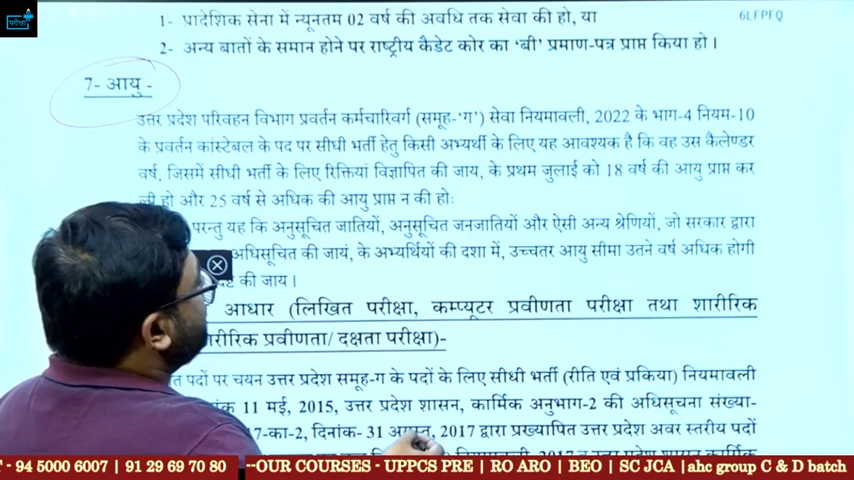 परीक्षा
1- प्रादेशिक सेना में न्यूनतम 02 वर्ष की अवधि तक सेवा की हो, या
6LFPFQ
2- अन्य बातों के समान होने पर राष्ट्रीय कैडेट कोर का 'बी' प्रमाण-पत्र प्राप्त किया हो।
7- आयु -
उत्तर प्रदेश परिवहन विभाग प्रवर्तन कर्मचारिवर्ग (समूह-'ग') सेवा नियमावली, 2022 के भाग-4 नियम-10
के प्रवर्तन कांस्टेबल के पद पर सीधी भर्ती हेतु किसी अभ्यर्थी के लिए यह आवश्यक है कि वह उस कैलेण्डर
वर्ष, जिसमें सीधी भर्ती के लिए रिक्तियां विज्ञापित की जाय, के प्रथम जुलाई को 18 वर्ष की आयु प्राप्त कर
ली हो और 25 वर्ष से अधिक की आयु प्राप्त न की होः
परन्तु यह कि अनुसूचित जातियों, अनुसूचित जनजातियों और ऐसी अन्य श्रेणियों, जो सरकार द्वारा
अधिसूचित की जायं, के अभ्यर्थियों की दशा में, उच्चतर आयु सीमा उतने वर्ष अधिक होगी
की जाय।
आधार (लिखित परीक्षा, कम्प्यूटर प्रवीणता परीक्षा तथा शारीरिक
प्रवीणता/ दक्षता परीक्षा)-
पदों पर चयन उत्तर प्रदेश समूह-ग के पदों के लिए सीधी भर्ती (रीति एवं प्रकिया) नियमावली
11 मई, 2015, उत्तर प्रदेश शासन, कार्मिक अनुभाग-2 की अधिसूचना संख्या-
17-का-2, दिनांक- 31 अगस्त, 2017 द्वारा प्रख्यापित उत्तर प्रदेश अवर स्तरीय पदों
- 94 5000 6007 | 91 29 69 70 80 --OUR COURSES - UPPCS PRE | RO ARO | BEO | SC JCA |ahc group C & D batch